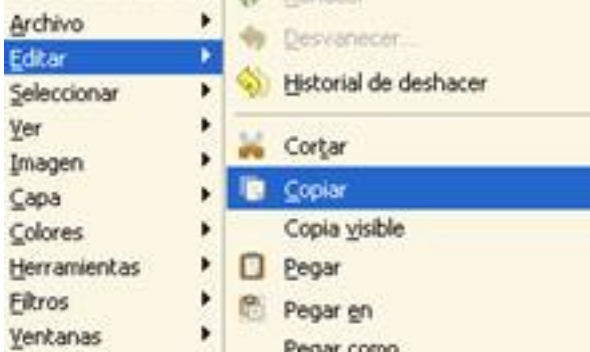 Archivo
Editar
Seleccionar
Ver
Imagen
Capa
Colores
Herramientas
Filtros
Ventanas
Desvanecer...
Historial de deshacer
Cortar
Copiar
Copia visible
Pegar
Pegar en
Pegar como